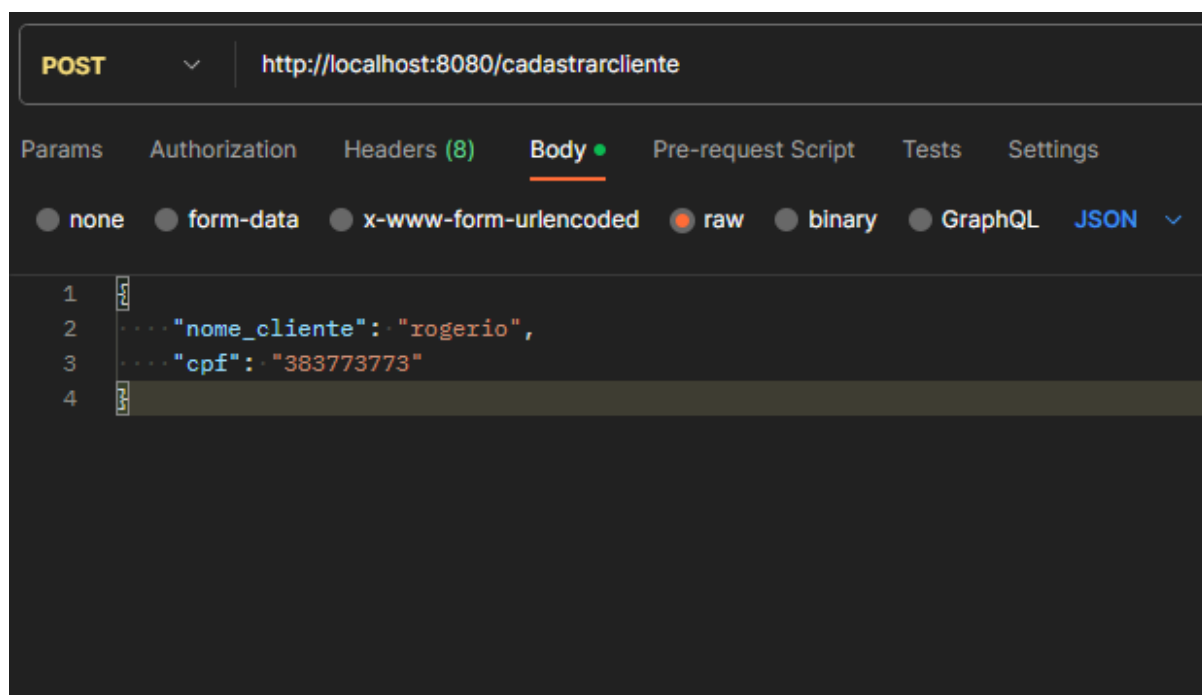 POST http://localhost:8080/cadastrarcliente
Params Authorization Headers (8) Body Pre-request Script Tests Settings
none form-data x-www-form-urlencoded raw binary GraphQL JSON
1 {
2 "nome_cliente": "rogerio",
3 "cpf": "383773773"
4 }